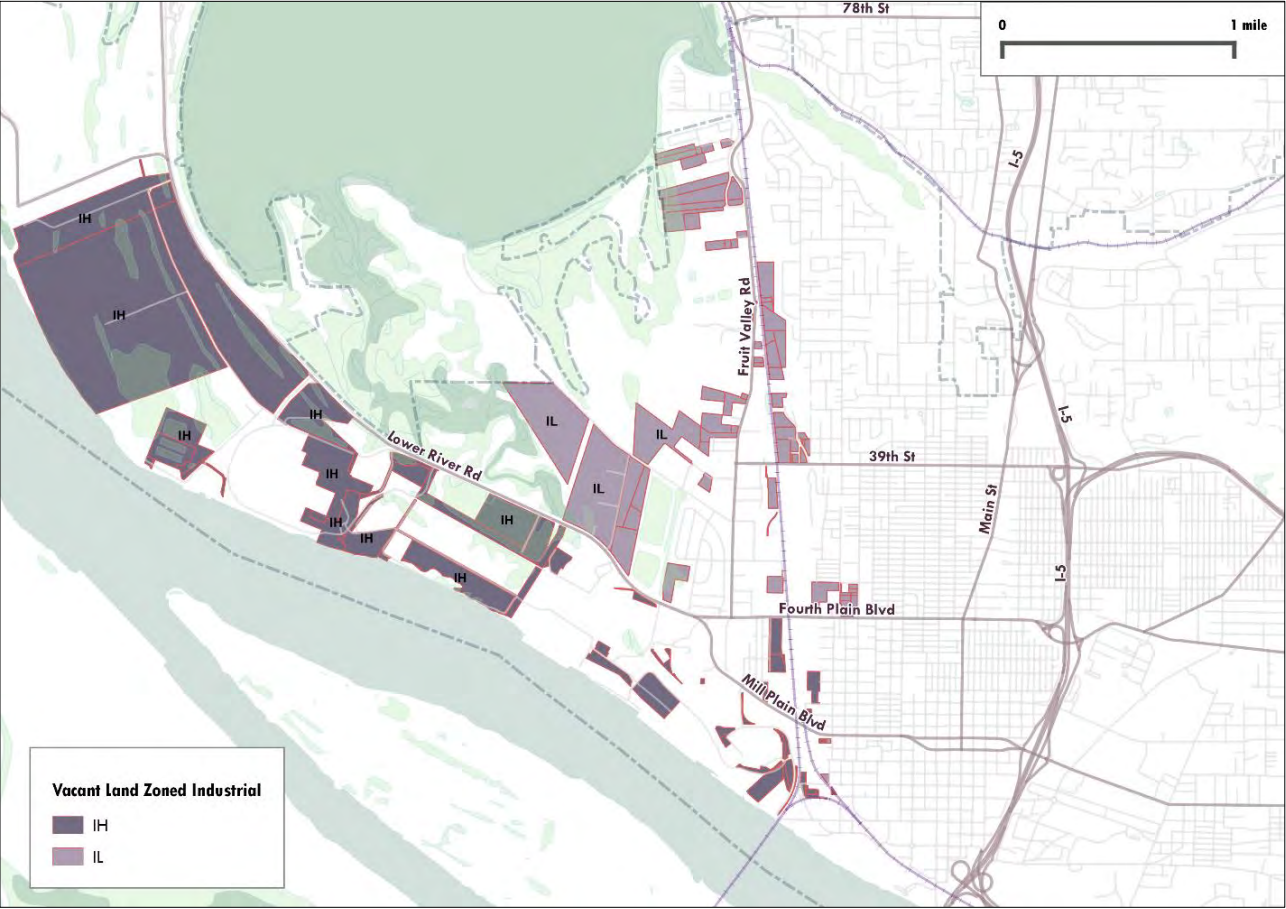 78th St
0
1 mile
I-5
IH
IH
Fruit Valley Rd
IH
IL
IL
I-5
IH
Lower River Rd
39th St
IH
IL
Main St
IH
IH
IH
IH
I-5
Fourth Plain Blvd
Mill Plain Blvd
Vacant Land Zoned Industrial
IH
IL